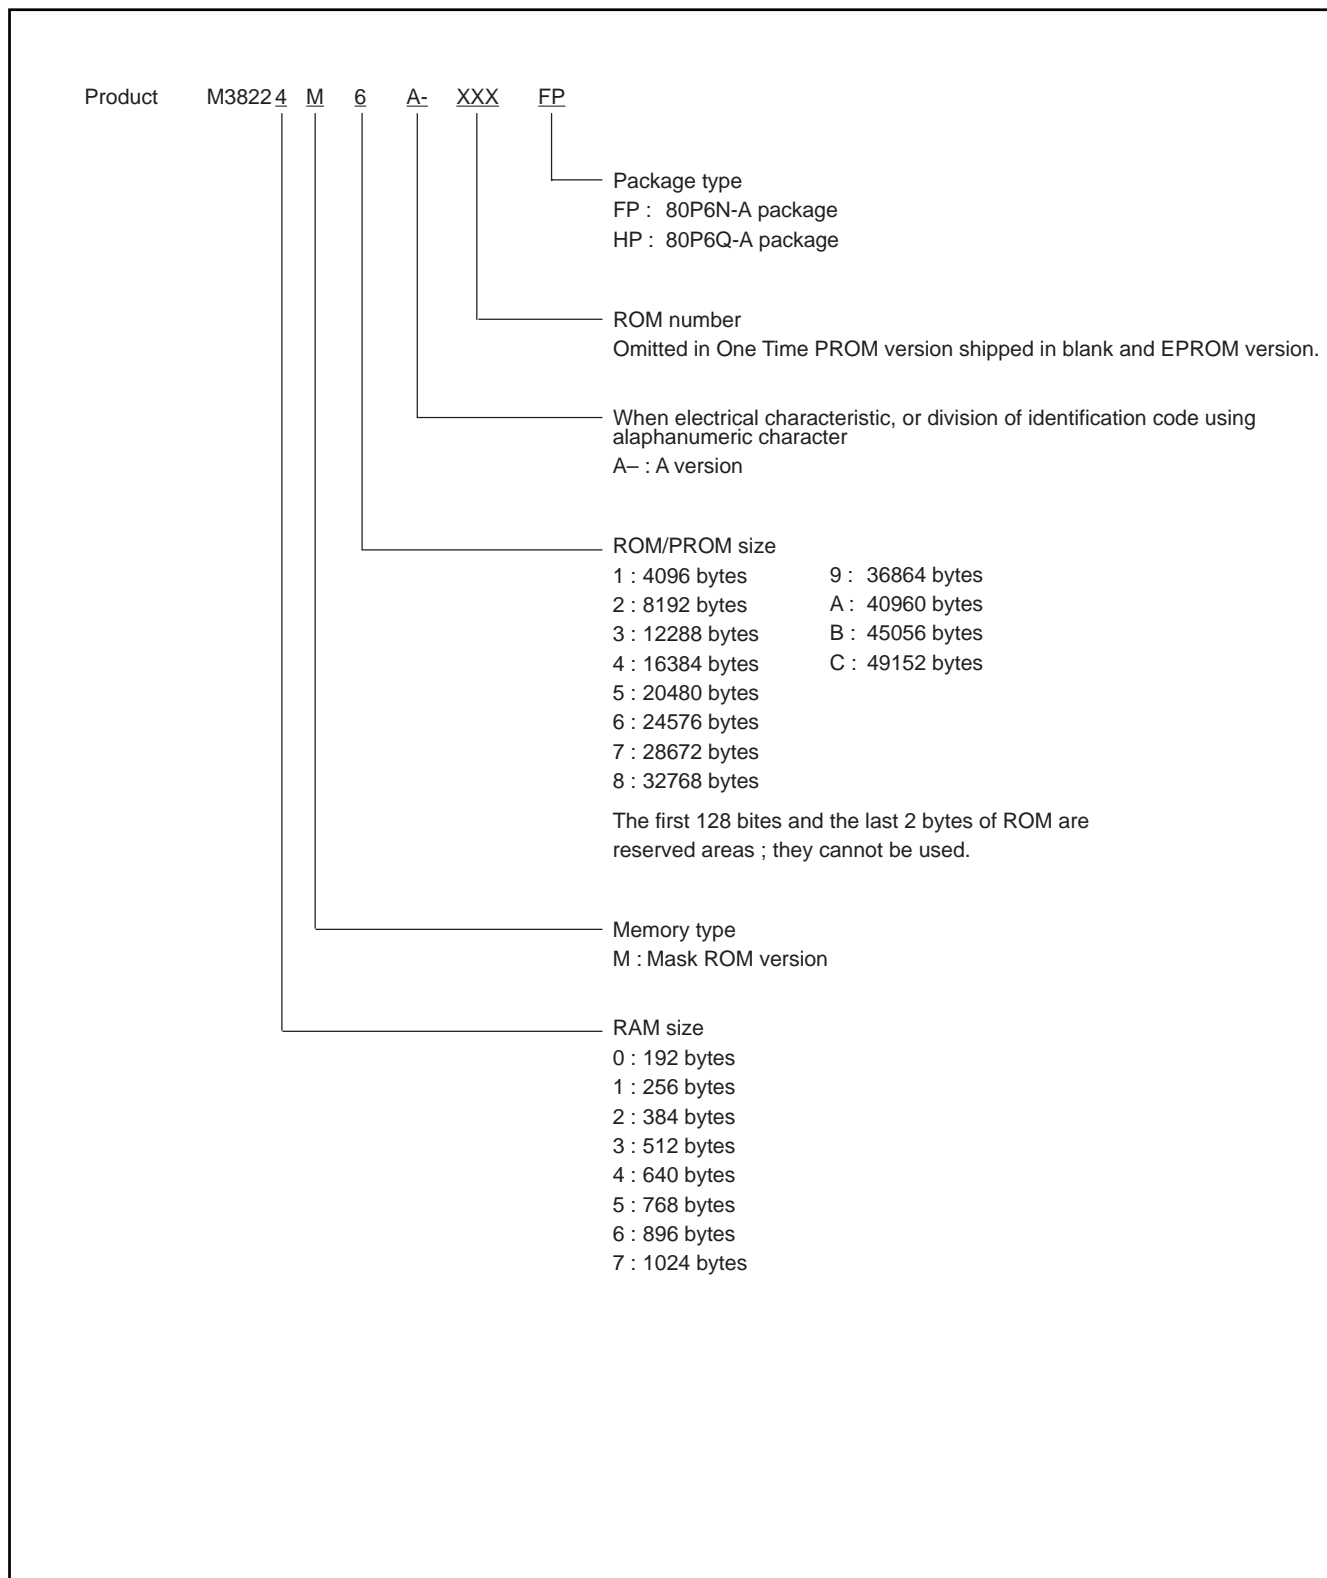 Product M38224 M 6 A- XXX FP
Package type
FP : 80P6N-A package
HP : 80P6Q-A package
ROM number
Omitted in One Time PROM version shipped in blank and EPROM version.
When electrical characteristic, or division of identification code using
alaphanumeric character
A– : A version
ROM/PROM size
1 : 4096 bytes
2 : 8192 bytes
3 : 12288 bytes
4 : 16384 bytes
5 : 20480 bytes
6 : 24576 bytes
7 : 28672 bytes
8 : 32768 bytes
9 : 36864 bytes
A : 40960 bytes
B : 45056 bytes
C : 49152 bytes
The first 128 bites and the last 2 bytes of ROM are
reserved areas ; they cannot be used.
Memory type
M : Mask ROM version
RAM size
0 : 192 bytes
1 : 256 bytes
2 : 384 bytes
3 : 512 bytes
4 : 640 bytes
5 : 768 bytes
6 : 896 bytes
7 : 1024 bytes